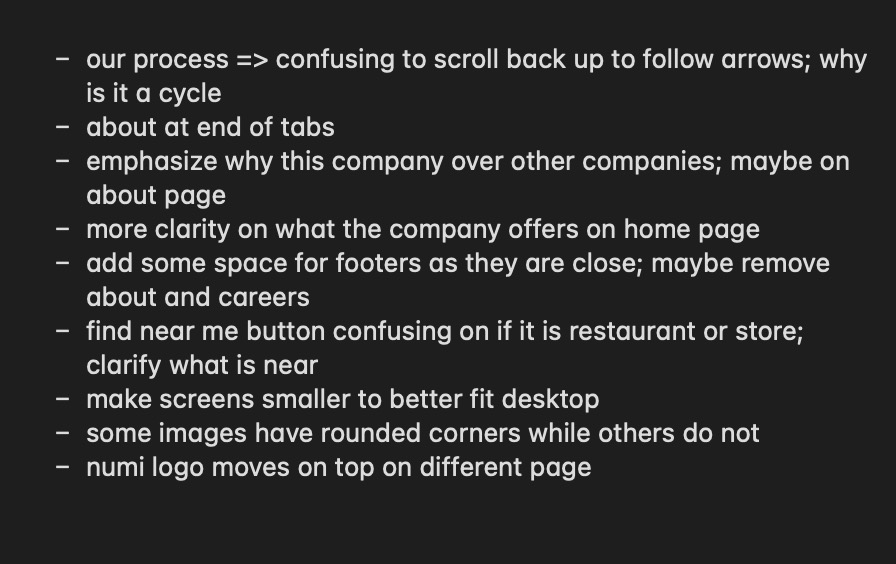 – our process => confusing to scroll back up to follow arrows; why
is it a cycle
– about at end of tabs
– emphasize why this company over other companies; maybe on
about page
– more clarity on what the company offers on home page
– add some space for footers as they are close; maybe remove
about and careers
– find near me button confusing on if it is restaurant or store;
clarify what is near
– make screens smaller to better fit desktop
– some images have rounded corners while others do not
– numi logo moves on top on different page